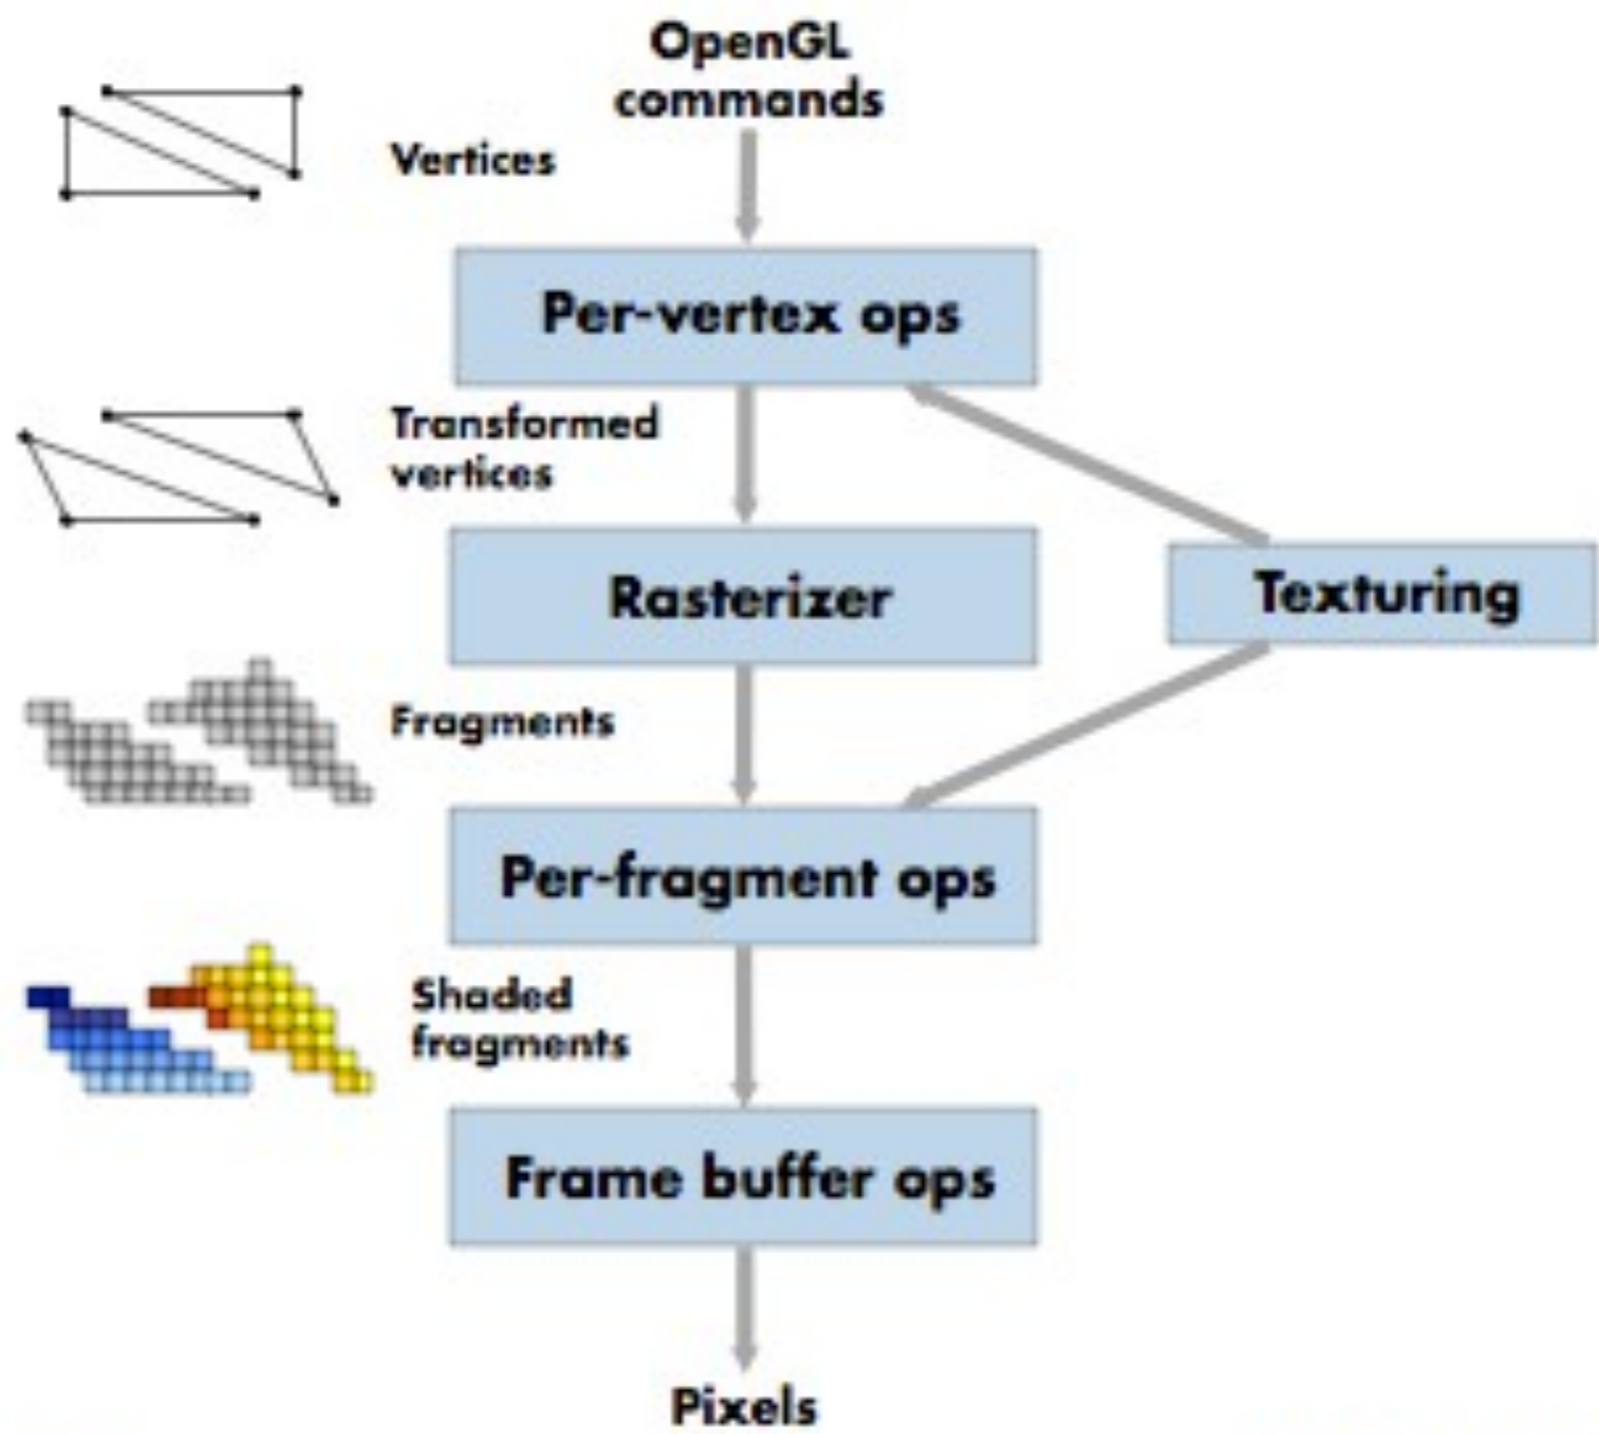 OpenGL
commands
Vertices
Per-vertex ops
Transformed
vertices
Rasterizer
Texturing
Fragments
Per-fragment ops
Shaded
fragments
Frame buffer ops
Pixels